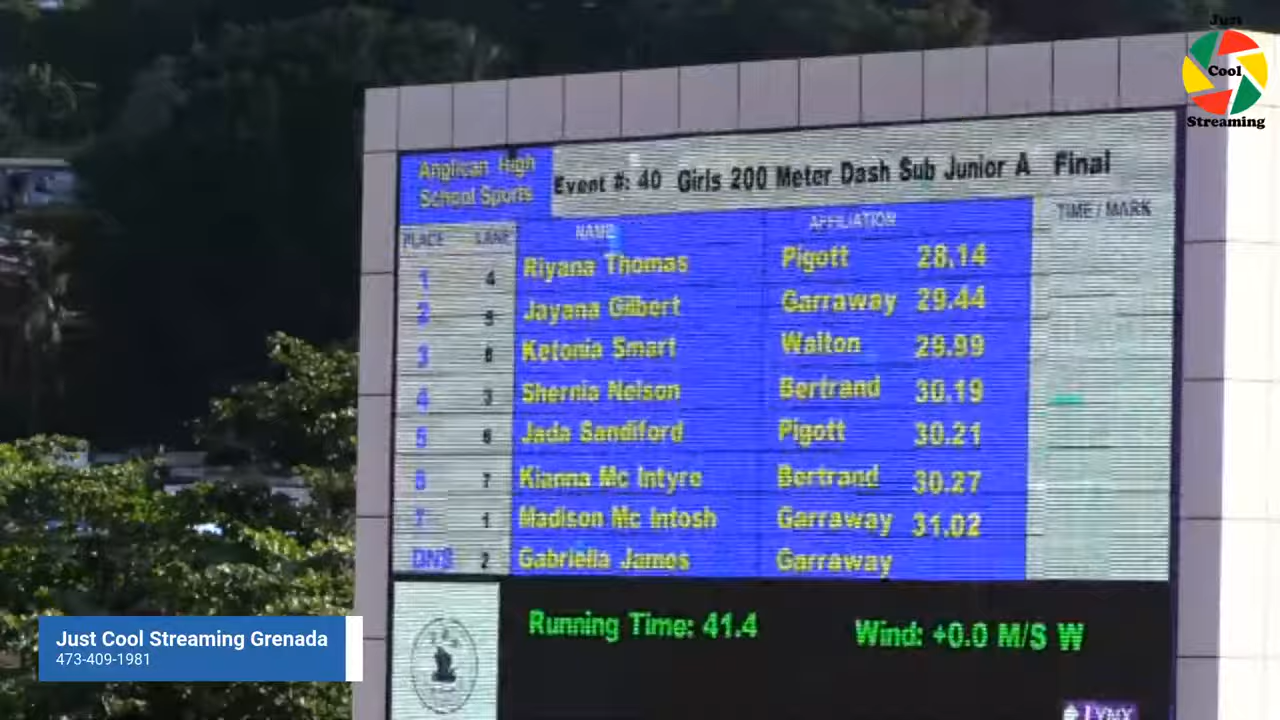 Just
Cool
Streaming
Anglican High
School Sports
Event #: 40 Girls 200 Meter Dash Sub Junior A Final
PLACE LANE NAME AFFILIATION TIME / MARK
1 4 Riyana Thomas Pigott 28.14
2 5 Jayana Gilbert Garraway 29.44
3 Ketonia Smart Walton 29.99
4 3 Shernia Nelson Bertrand 30.19
5 Jada Sandiford Pigott 30.21
6 7 Kianna Mc Intyre Bertrand 30.27
7 1 Madison Mc Intosh Garraway 31.02
DNS 2 Gabriella James Garraway
Running Time: 41.4 Wind: +0.0 M/S W
LYNX
Just Cool Streaming Grenada
473-409-1981